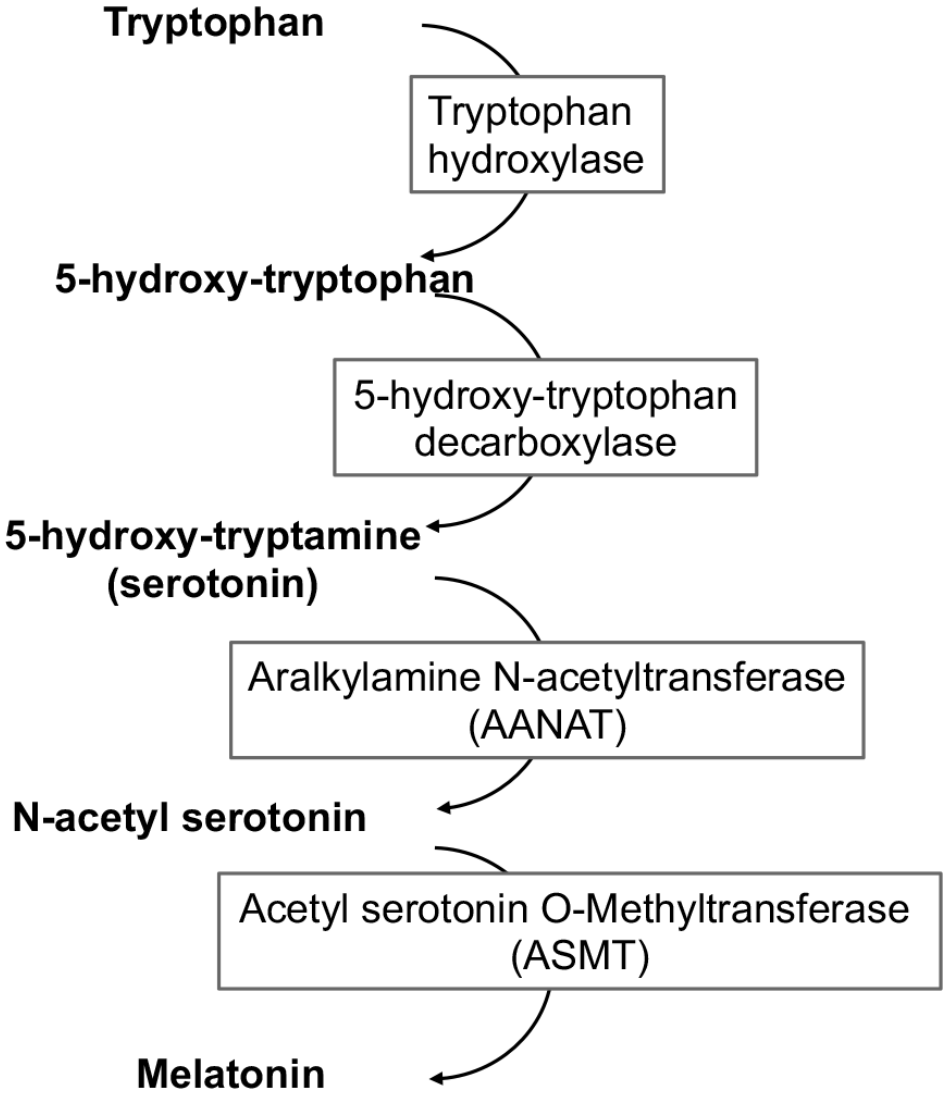 Tryptophan
Tryptophan
hydroxylase
5-hydroxy-tryptophan
5-hydroxy-tryptophan
decarboxylase
5-hydroxy-tryptamine
(serotonin)
Aralkylamine N-acetyltransferase
(AANAT)
N-acetyl serotonin
Acetyl serotonin O-Methyltransferase
(ASMT)
Melatonin